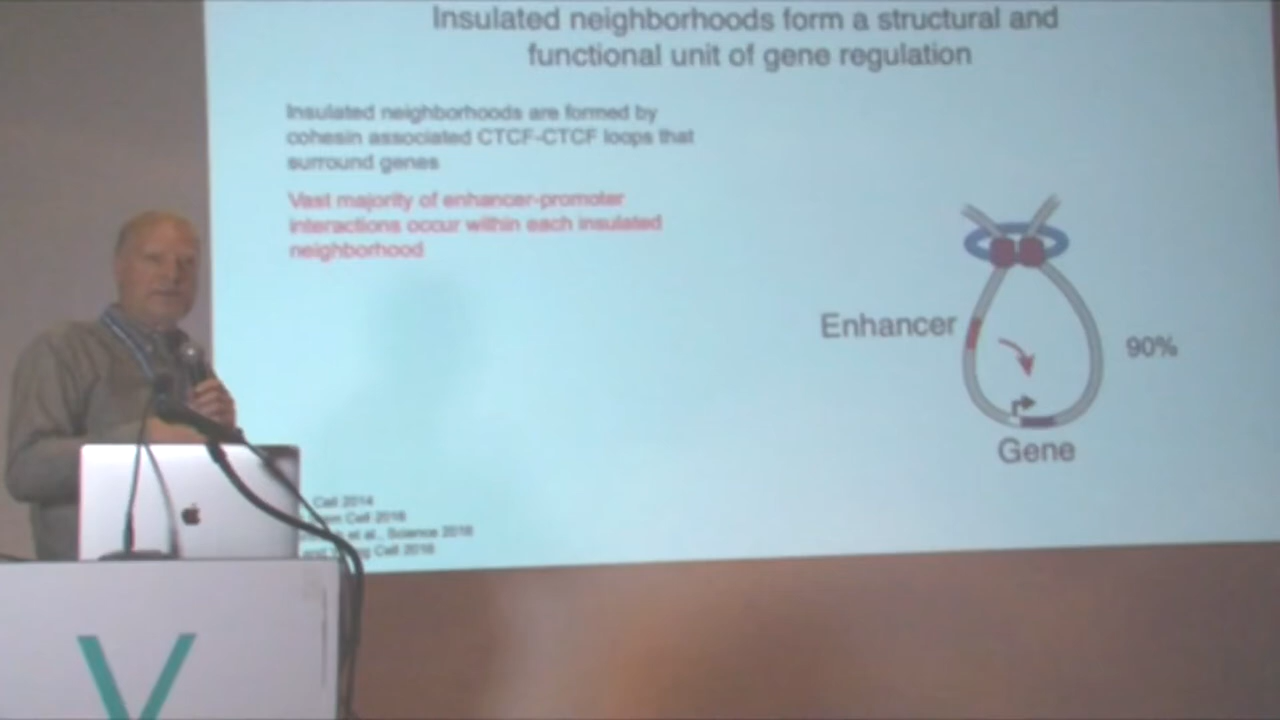 Insulated neighborhoods form a structural and
functional unit of gene regulation
Insulated neighborhoods are formed by
cohesin associated CTCF-CTCF loops that
surround genes
Vast majority of enhancer-promoter
interactions occur within each insulated
neighborhood
Enhancer
90%
Gene
Cell 2014
Cell 2016
et al., Science 2016
Cell 2016
V